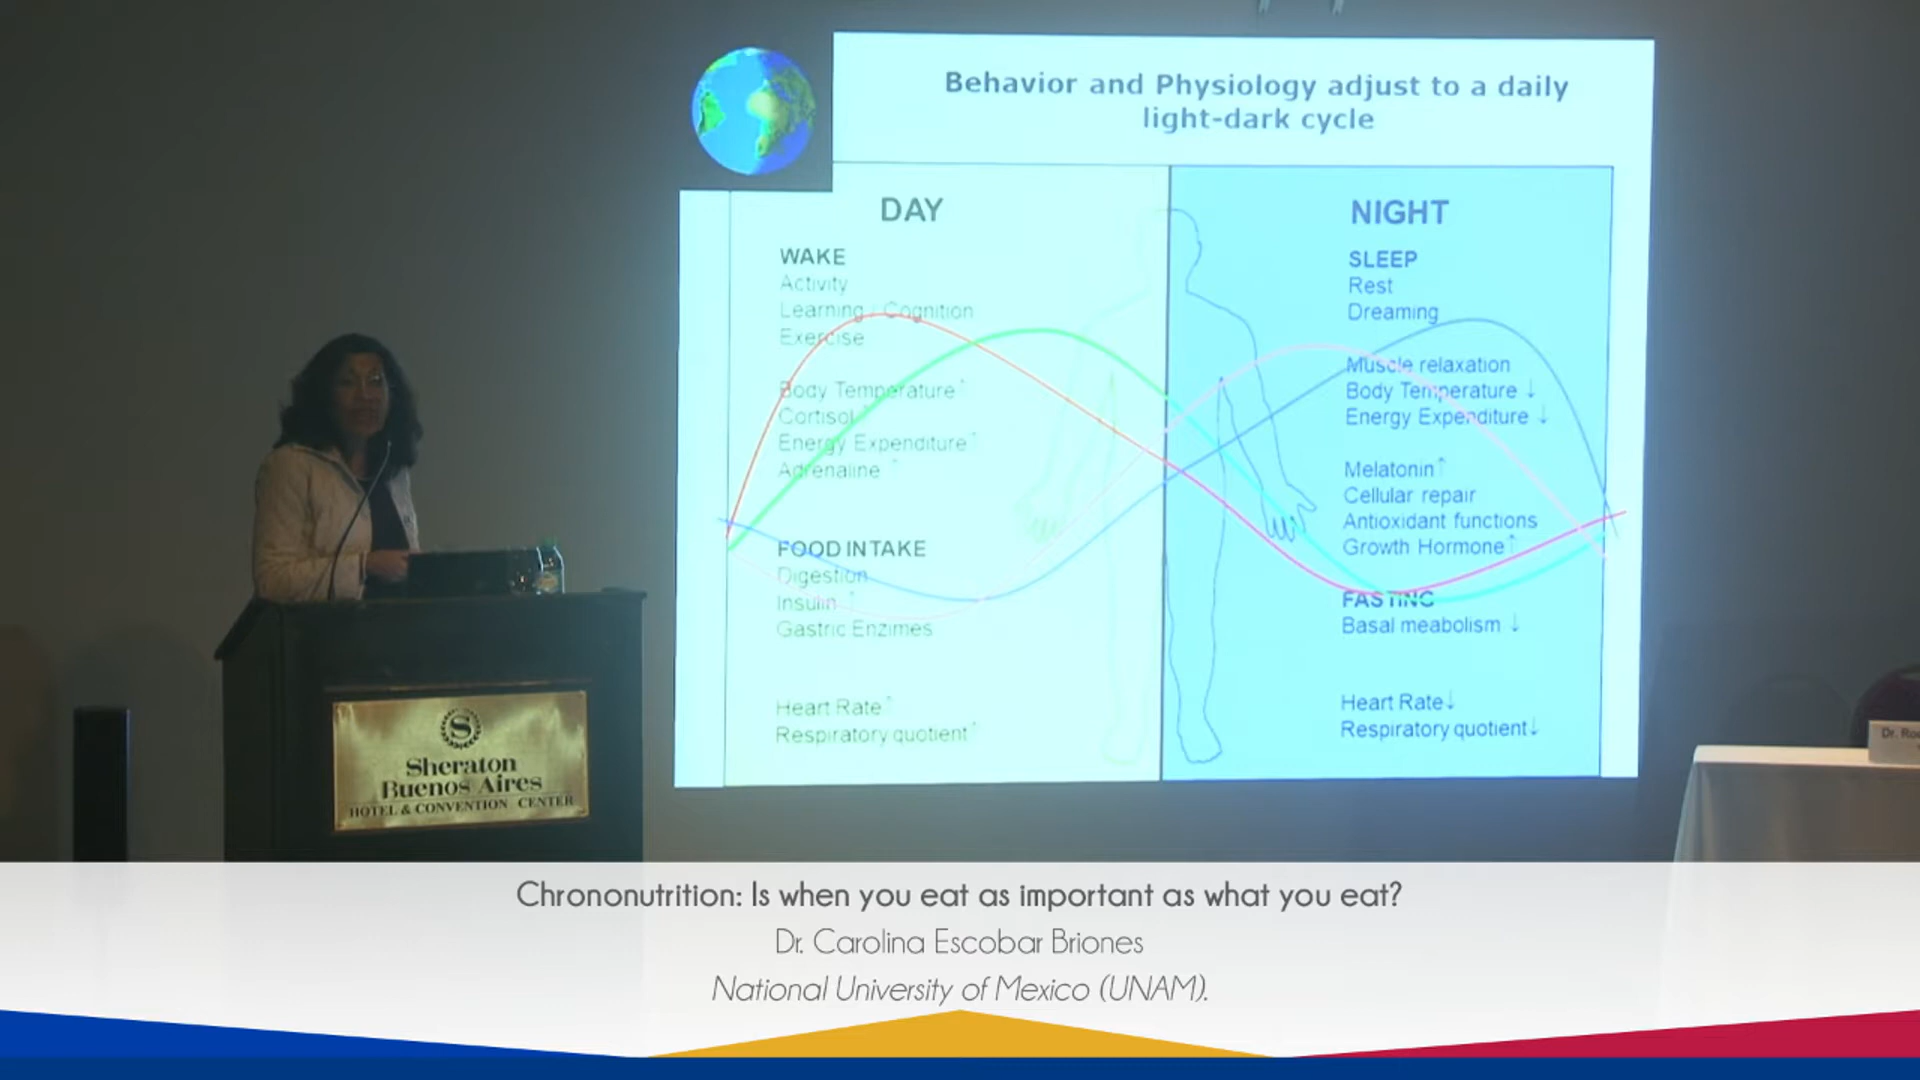 Behavior and Physiology adjust to a daily
light-dark cycle
DAY
WAKE
Activity
Learning / Cognition
Exercise
Body Temperature ↑
Cortisol
Energy Expenditure ↑
Adrenaline ↑
FOOD INTAKE
Digestion
Insulin ↑
Gastric Enzimes
Heart Rate ↑
Respiratory quotient ↑
NIGHT
SLEEP
Rest
Dreaming
Muscle relaxation
Body Temperature ↓
Energy Expenditure ↓
Melatonin ↑
Cellular repair
Antioxidant functions
Growth Hormone ↑
FASTING
Basal meabolism ↓
Heart Rate ↓
Respiratory quotient ↓
S
Sheraton
Buenos Aires
HOTEL & CONVENTION CENTER
Dr.
Chrononutrition: Is when you eat as important as what you eat?
Dr. Carolina Escobar Briones
National University of Mexico (UNAM).